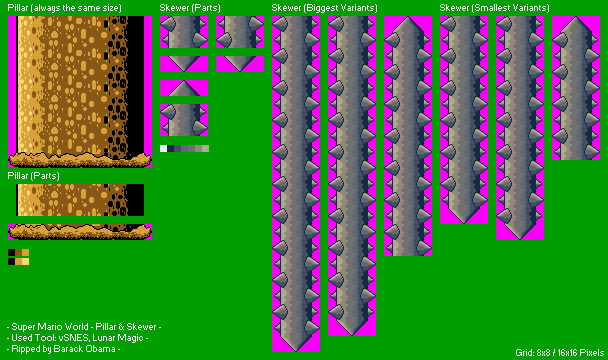 Pillar (always the same size)
Skewer (Parts)
Skewer (Biggest Variants)
Skewer (Smallest Variants)
Pillar (Parts)
- Super Mario World - Pillar & Skewer -
- Used Tool: vSNES, Lunar Magic -
- Ripped by Barack Obama -
Grid: 8x8 / 16x16 Pixels